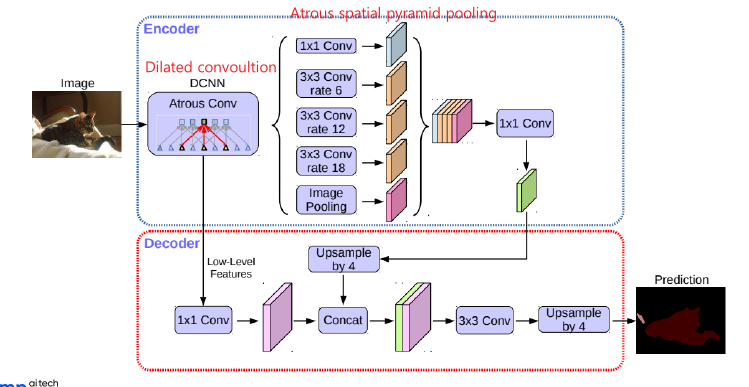 Atrous spatial pyramid pooling
Encoder
Image
Dilated convoultion
DCNN
Atrous Conv
1x1 Conv
3x3 Conv
rate 6
3x3 Conv
rate 12
3x3 Conv
rate 18
Image
Pooling
1x1 Conv
Decoder
Low-Level
Features
Upsample
by 4
1x1 Conv
Concat
3x3 Conv
Upsample
by 4
Prediction
ai tech